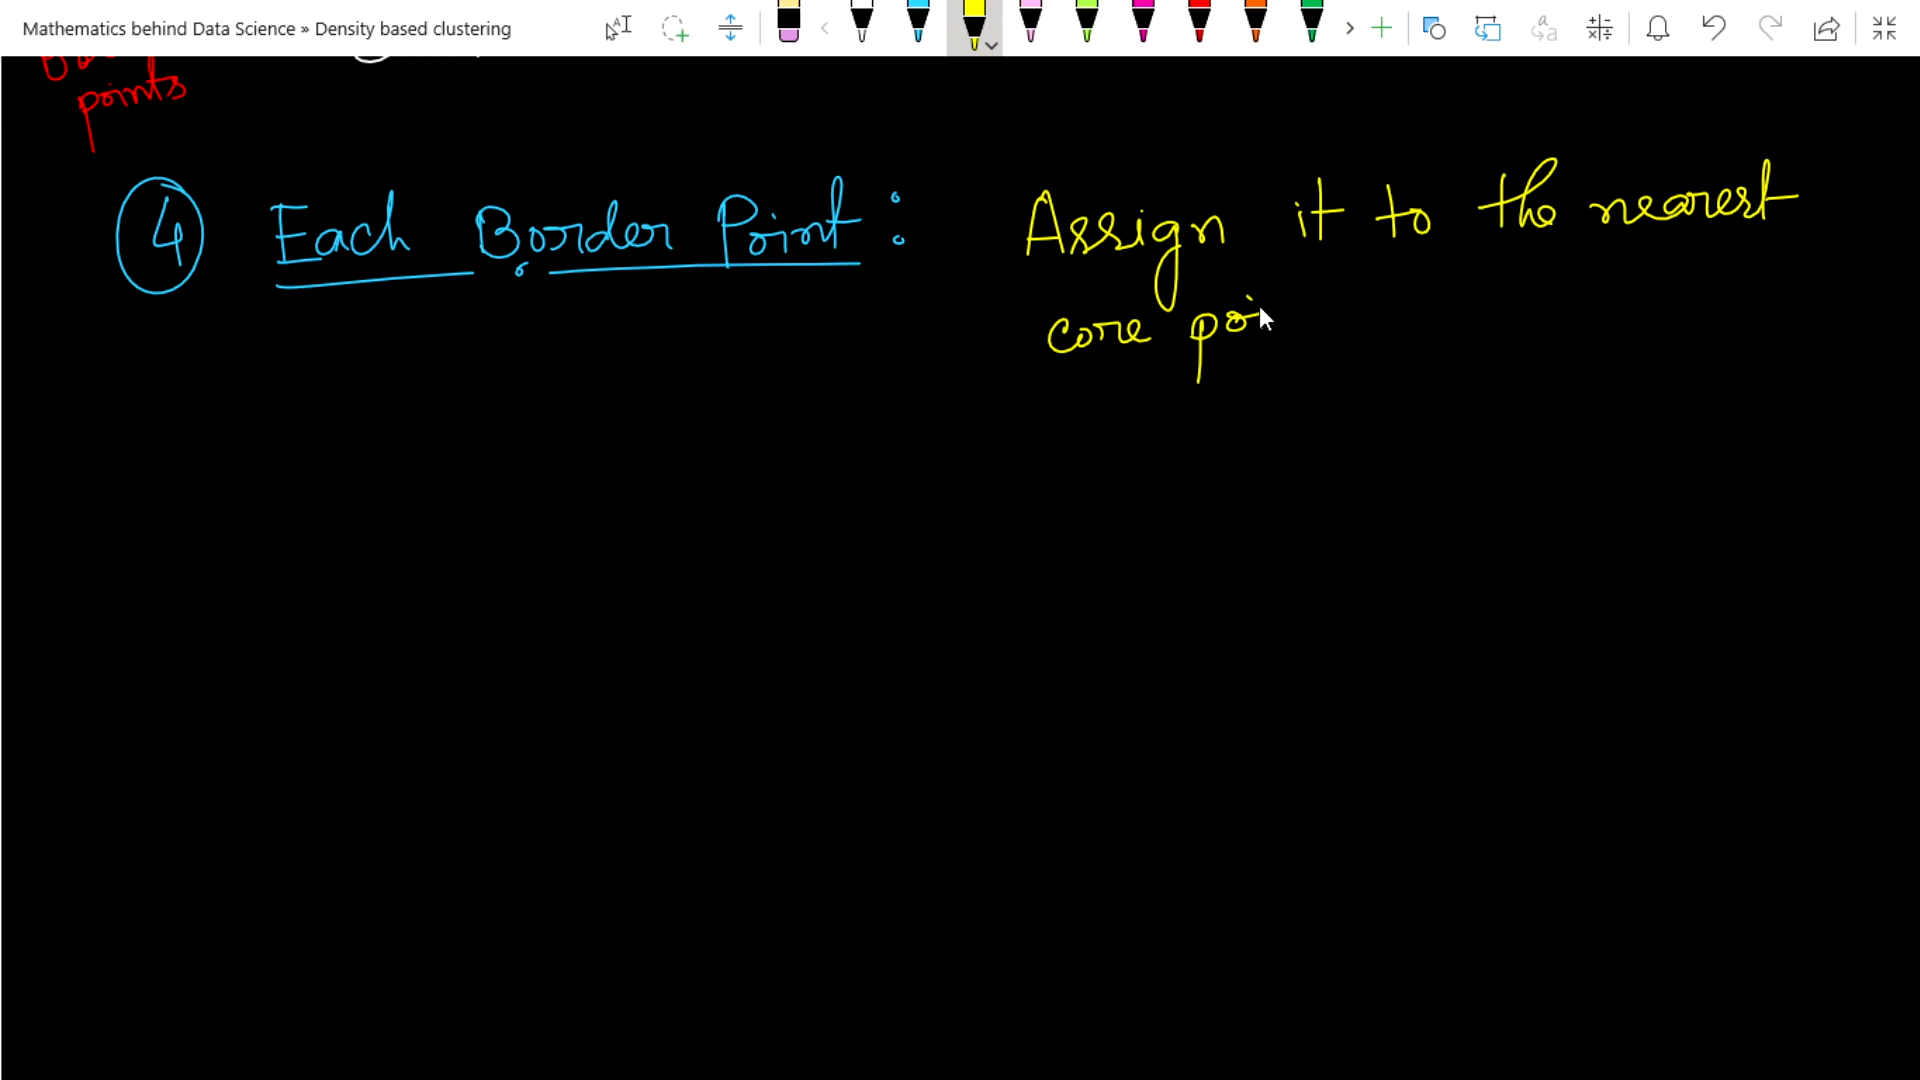 Mathematics behind Data Science » Density based clustering
points
④ Each Border Point : Assign it to the nearest
core poi